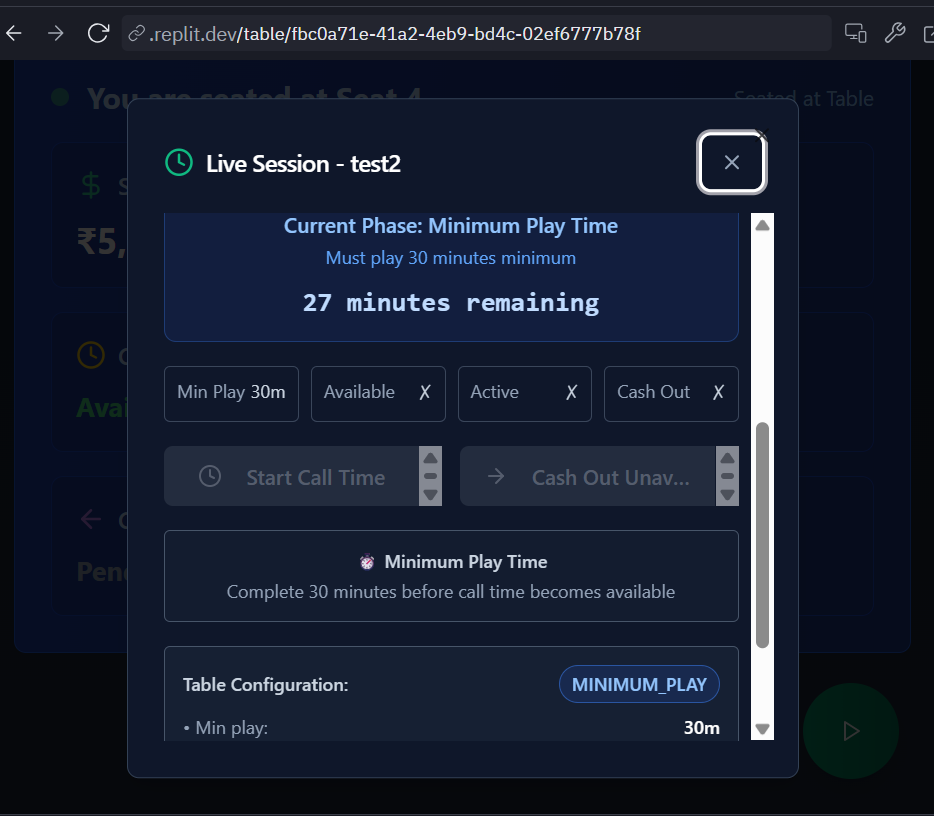 .replit.dev/table/fbc0a71e-41a2-4eb9-bd4c-02ef6777b78f
You are seated at Seat 4
Seated at Table
Live Session - test2
₹5,
Current Phase: Minimum Play Time
Must play 30 minutes minimum
27 minutes remaining
Min Play 30m
Available X
Active X
Cash Out X
Start Call Time
Cash Out Unav...
Minimum Play Time
Complete 30 minutes before call time becomes available
Table Configuration:
MINIMUM_PLAY
• Min play:
30m